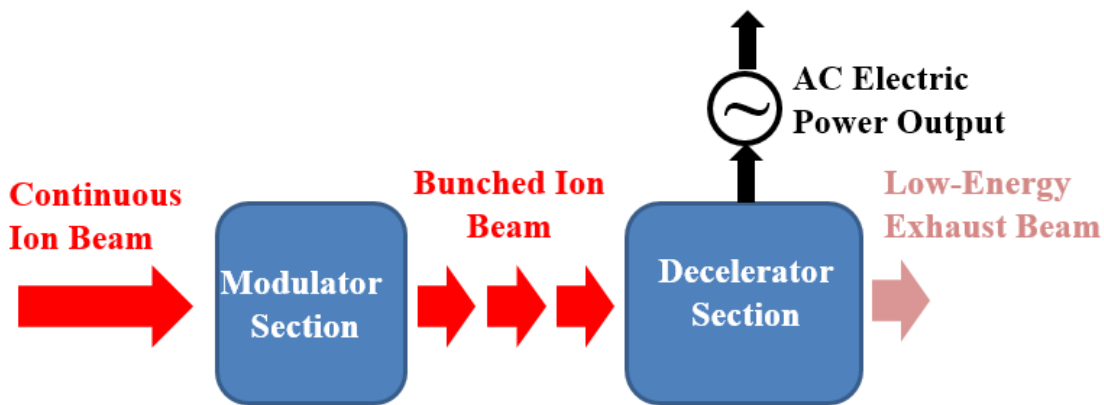 Continuous
Ion Beam
Modulator
Section
Bunched Ion
Beam
Decelerator
Section
AC Electric
Power Output
Low-Energy
Exhaust Beam